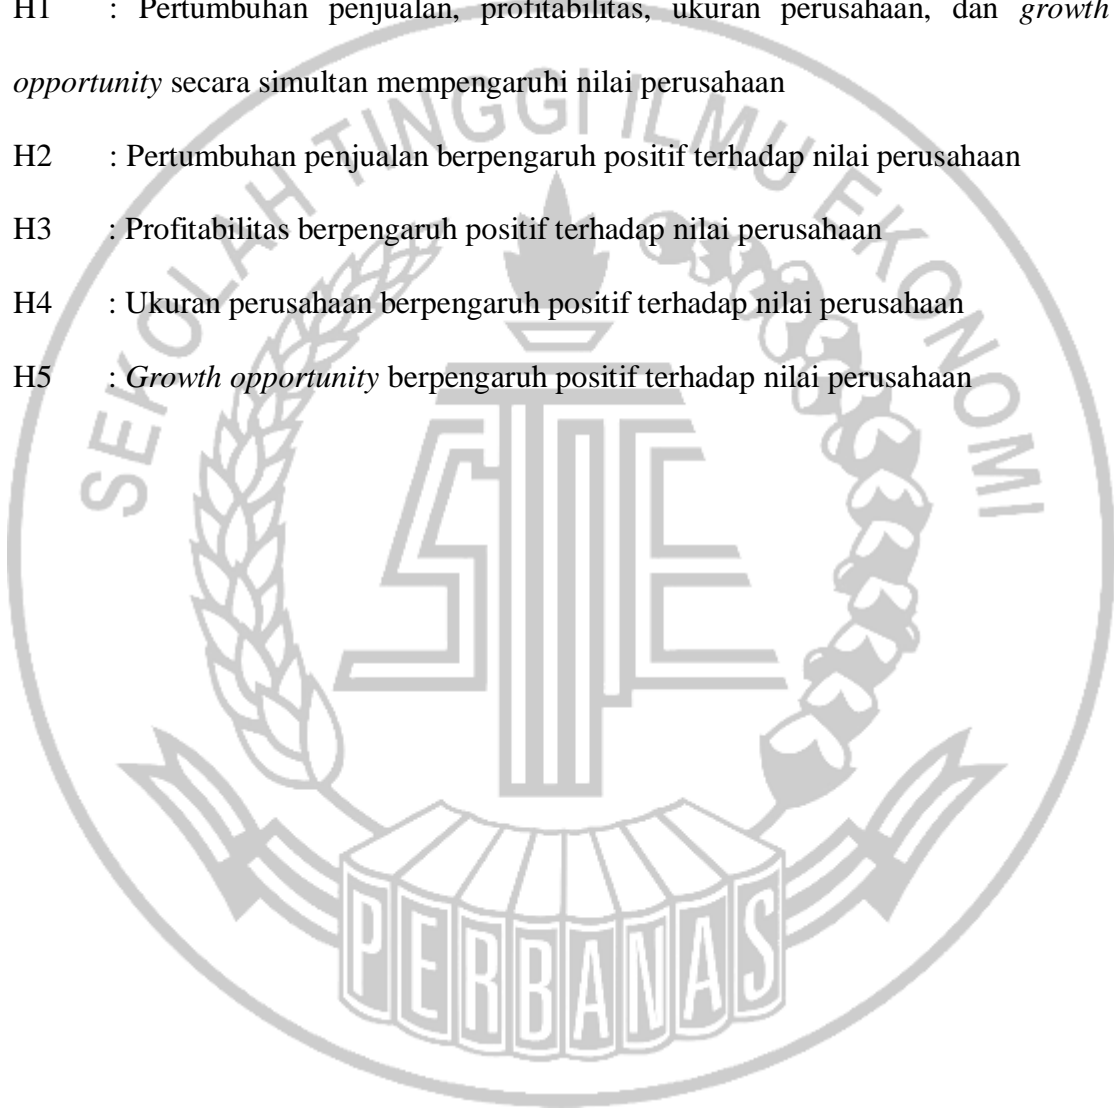 H1 : Pertumbuhan penjualan, profitabilitas, ukuran perusahaan, dan growth
opportunity secara simultan mempengaruhi nilai perusahaan
H2 : Pertumbuhan penjualan berpengaruh positif terhadap nilai perusahaan
H3 : Profitabilitas berpengaruh positif terhadap nilai perusahaan
H4 : Ukuran perusahaan berpengaruh positif terhadap nilai perusahaan
H5 : Growth opportunity berpengaruh positif terhadap nilai perusahaan
SEKOLAH TINGGI ILMU EKONOMI
STIE
PERBANAS